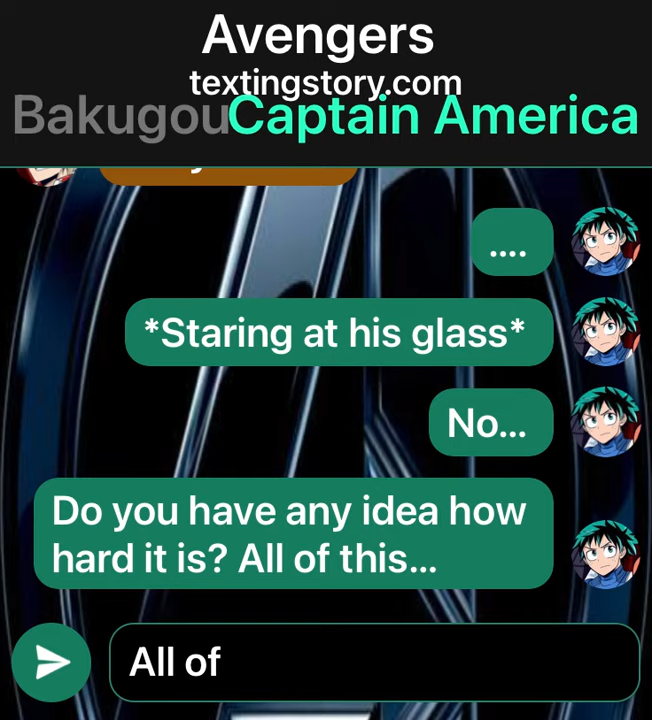 Avengers
textingstory.com
Bakugou Captain America
....
*Staring at his glass*
No...
Do you have any idea how
hard it is? All of this...
All of